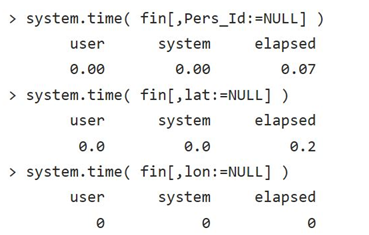 > system.time( fin[,Pers_Id:=NULL] )
user system elapsed
0.00 0.00 0.07
> system.time( fin[,lat:=NULL] )
user system elapsed
0.0 0.0 0.2
> system.time( fin[,lon:=NULL] )
user system elapsed
0 0 0